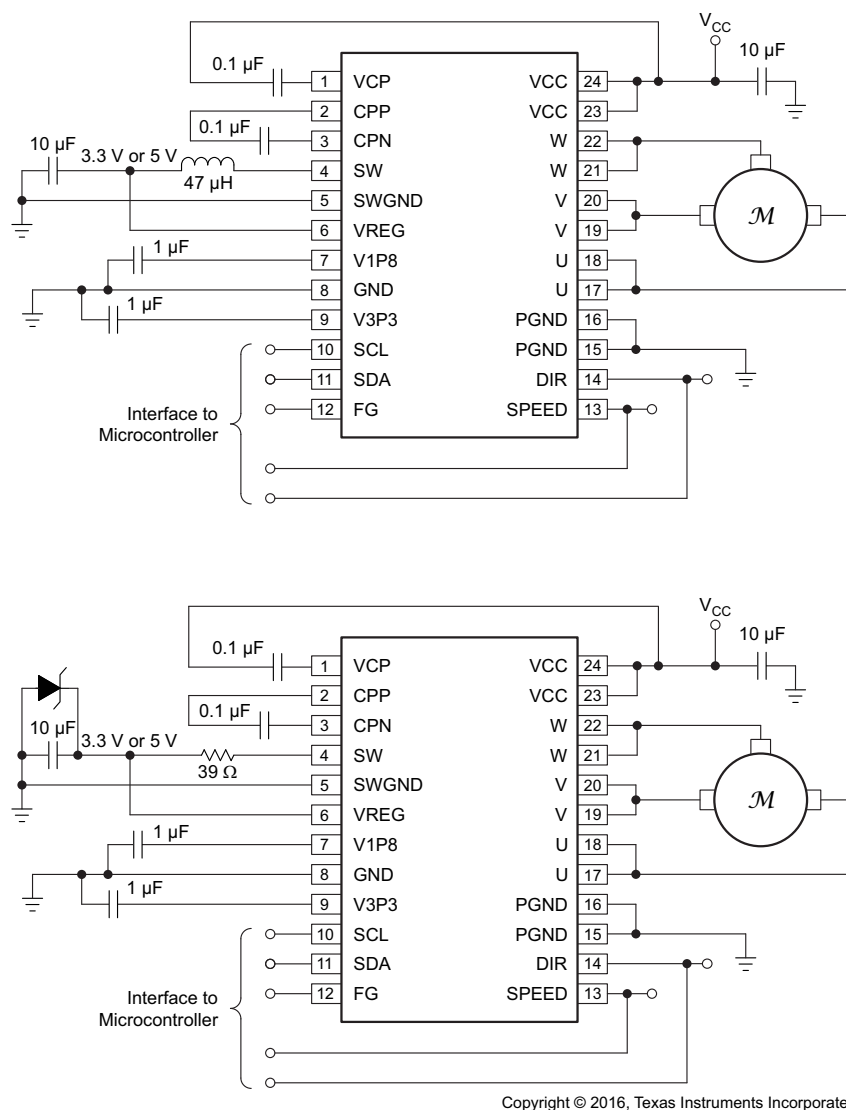 V_CC
10 µF
0.1 µF
1 VCP VCC 24
2 CPP VCC 23
0.1 µF
3 CPN W 22
10 µF
3.3 V or 5 V
47 µH
4 SW W 21
5 SWGND V 20
6 VREG V 19
ℳ
1 µF
7 V1P8 U 18
8 GND U 17
1 µF
9 V3P3 PGND 16
10 SCL PGND 15
11 SDA DIR 14
12 FG SPEED 13
Interface to
Microcontroller
V_CC
10 µF
0.1 µF
1 VCP VCC 24
2 CPP VCC 23
0.1 µF
3 CPN W 22
10 µF
3.3 V or 5 V
39 Ω
4 SW W 21
5 SWGND V 20
6 VREG V 19
ℳ
1 µF
7 V1P8 U 18
8 GND U 17
1 µF
9 V3P3 PGND 16
10 SCL PGND 15
11 SDA DIR 14
12 FG SPEED 13
Interface to
Microcontroller
Copyright © 2016, Texas Instruments Incorporate